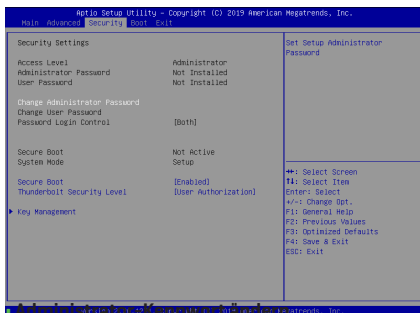 Aptio Setup Utility - Copyright (C) 2019 American Megatrends, Inc.
Main Advanced Security Boot Exit
Security Settings
Access Level Administrator
Administrator Password Not Installed
User Password Not Installed
Change Administrator Password
Change User Password
Password Login Control [Both]
Secure Boot Not Active
System Mode Setup
Secure Boot [Enabled]
Thunderbolt Security Level [User Authorization]
Key Management
Set Setup Administrator
Password
→←: Select Screen
↑↓: Select Item
Enter: Select
+/-: Change Opt.
F1: General Help
F2: Previous Values
F3: Optimized Defaults
F4: Save & Exit
ESC: Exit
Megatrends, Inc.